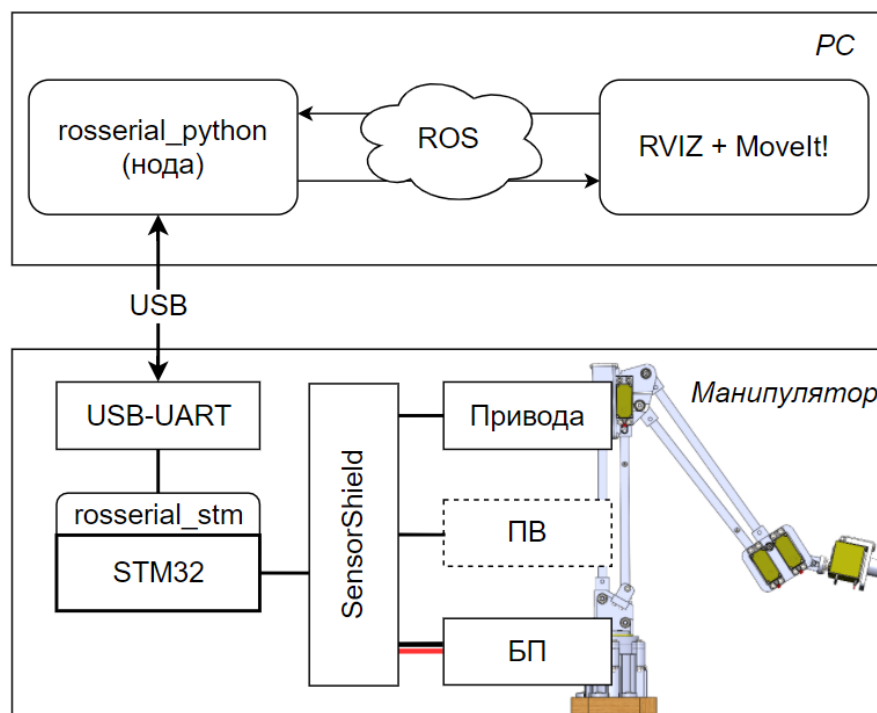 PC
rosserial_python
(нода)
ROS
RVIZ + MoveIt!
USB
Манипулятор
USB-UART
Привода
rosserial_stm
STM32
SensorShield
ПВ
БП